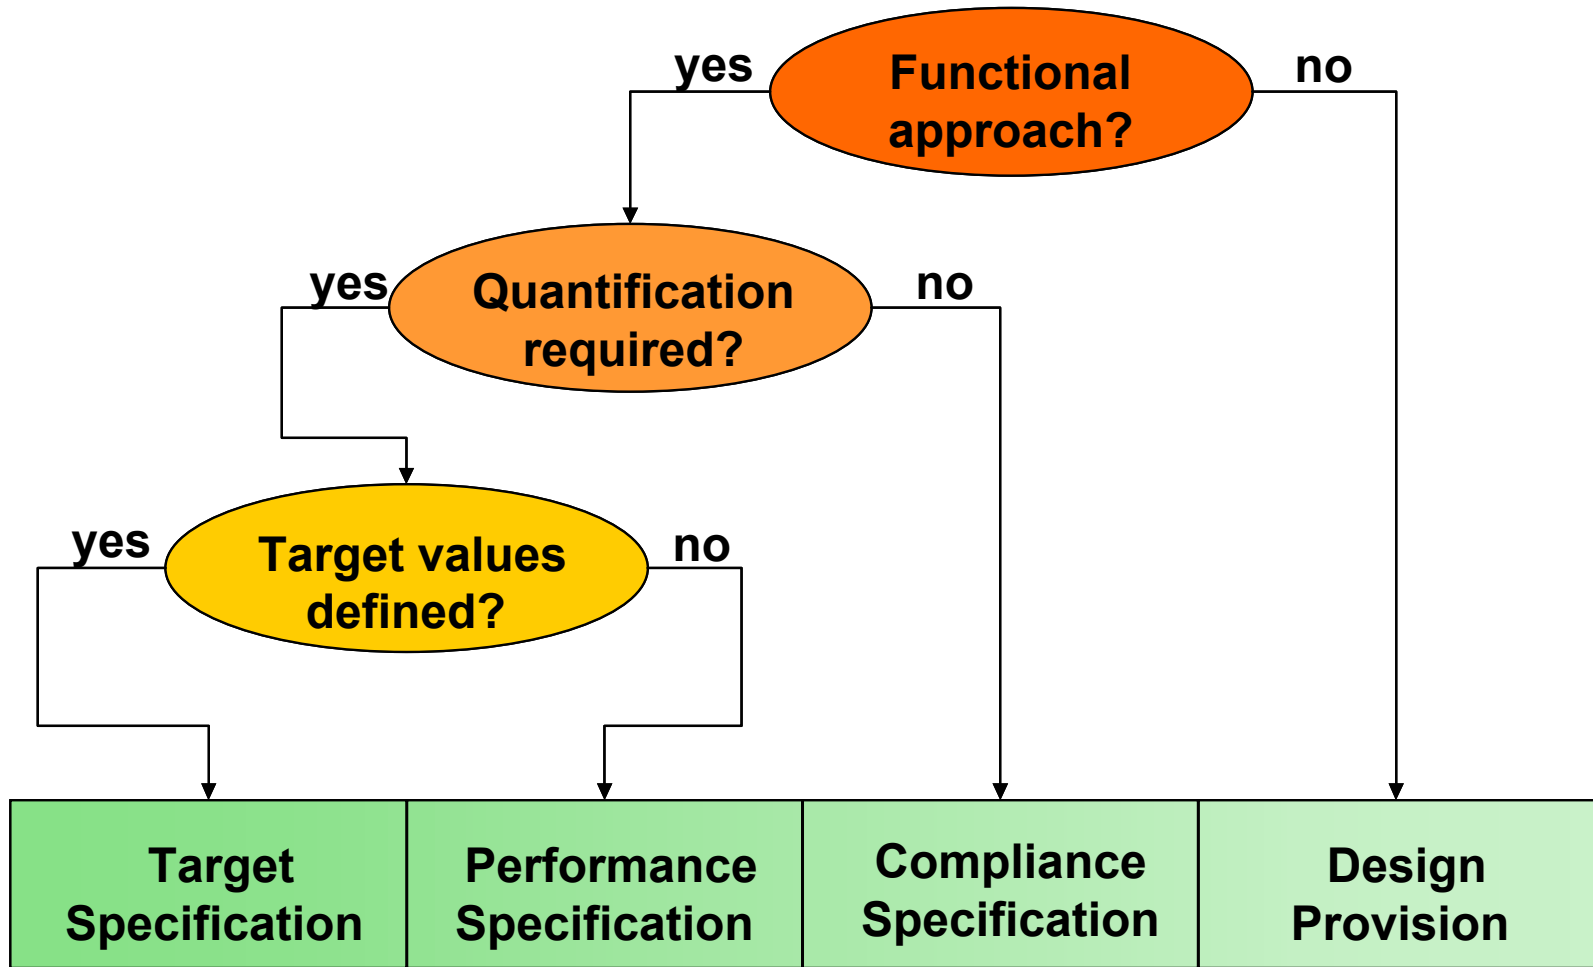 yes
Functional
approach?
no
yes
Quantification
required?
no
yes
Target values
defined?
no
Target
Specification
Performance
Specification
Compliance
Specification
Design
Provision